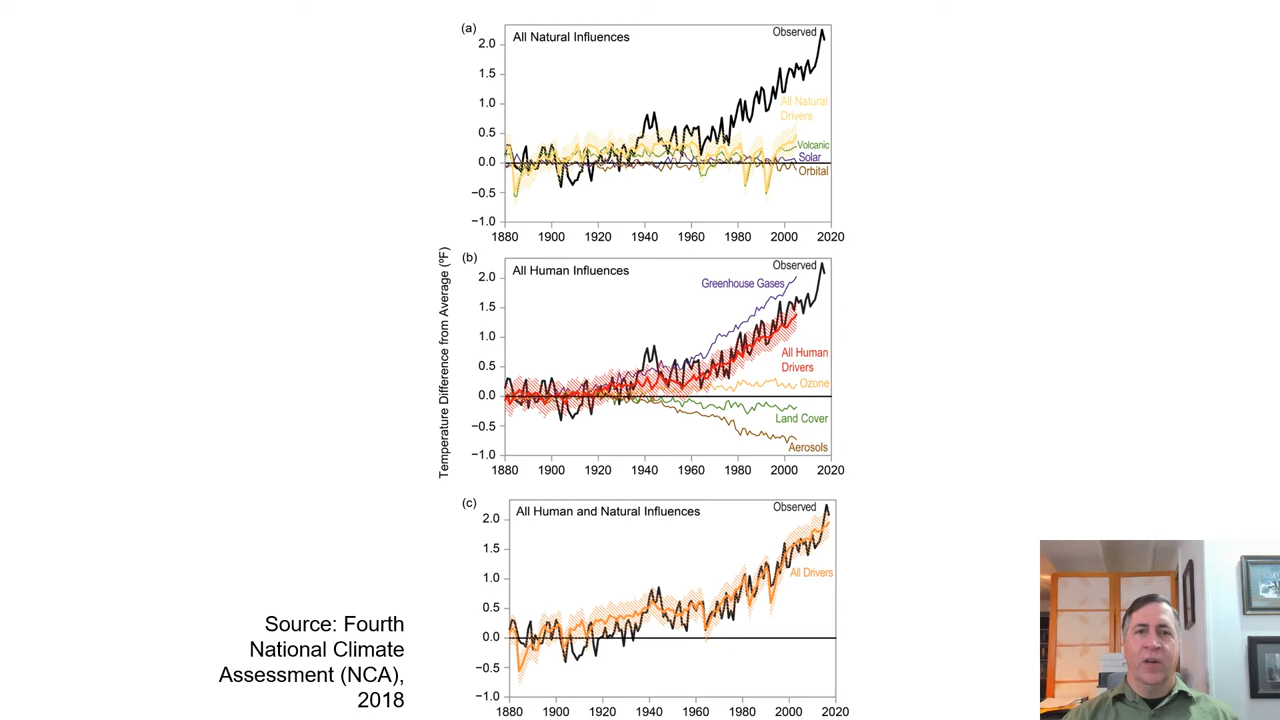 (a)
All Natural Influences
Observed
2.0
1.5
1.0
0.5
0.0
−0.5
−1.0
All Natural
Drivers
Volcanic
Solar
Orbital
1880 1900 1920 1940 1960 1980 2000 2020
Temperature Difference from Average (ºF)
(b)
All Human Influences
Observed
Greenhouse Gases
2.0
1.5
1.0
0.5
0.0
−0.5
−1.0
All Human
Drivers
Ozone
Land Cover
Aerosols
1880 1900 1920 1940 1960 1980 2000 2020
(c)
All Human and Natural Influences
Observed
2.0
1.5
1.0
0.5
0.0
−0.5
−1.0
All Drivers
1880 1900 1920 1940 1960 1980 2000 2020
Source: Fourth
National Climate
Assessment (NCA),
2018